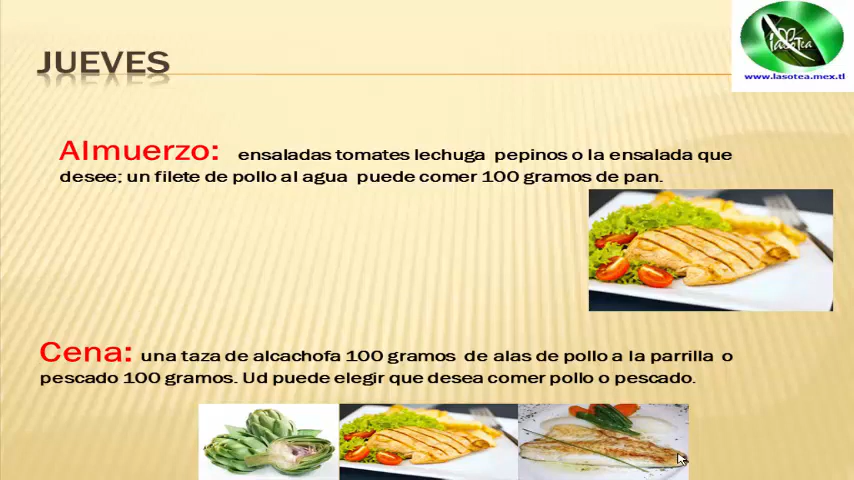 JUEVES
IasoTea
www.Iasotea.mex.tl
Almuerzo: ensaladas tomates lechuga pepinos o la ensalada que
desee; un filete de pollo al agua puede comer 100 gramos de pan.
Cena: una taza de alcachofa 100 gramos de alas de pollo a la parrilla o
pescado 100 gramos. Ud puede elegir que desea comer pollo o pescado.